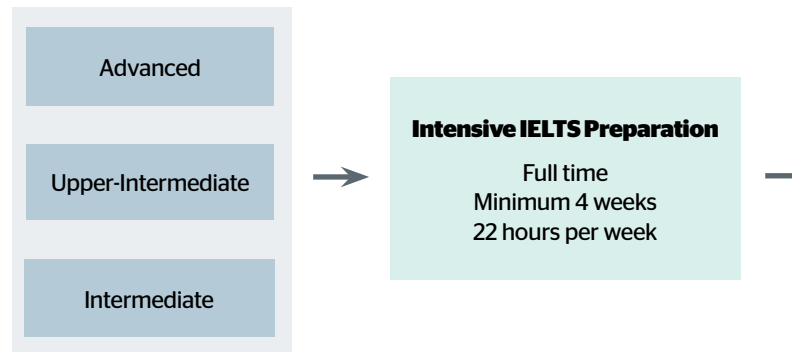 Advanced
Upper-Intermediate
Intermediate
Intensive IELTS Preparation
Full time
Minimum 4 weeks
22 hours per week